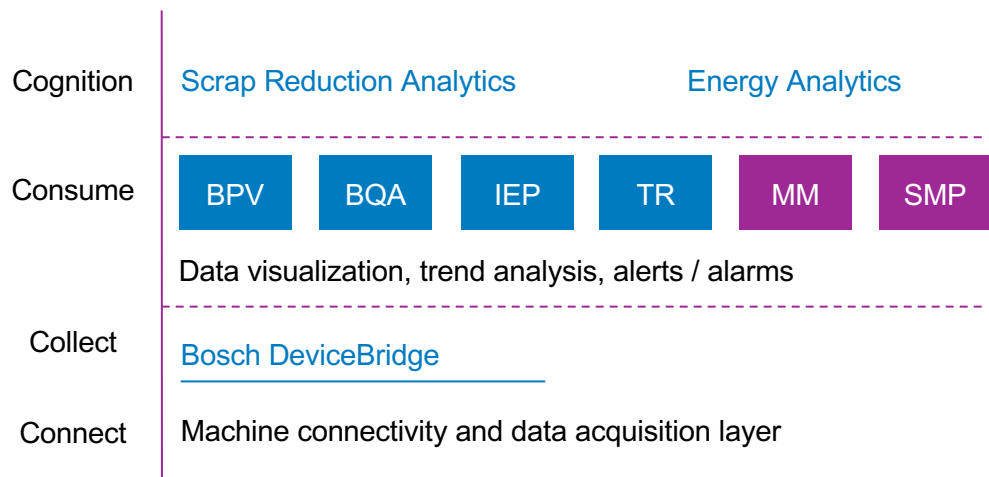 Cognition
Scrap Reduction Analytics
Energy Analytics
Consume
BPV
BQA
IEP
TR
MM
SMP
Data visualization, trend analysis, alerts / alarms
Collect
Bosch DeviceBridge
Connect
Machine connectivity and data acquisition layer